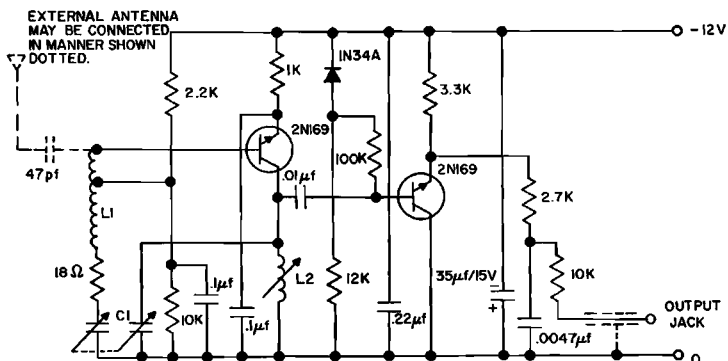 EXTERNAL ANTENNA
MAY BE CONNECTED
IN MANNER SHOWN
DOTTED.
-12V
1K
1N34A
2.2K
3.3K
2N169
47pf
100K
2N169
.01μf
2.7K
L1
18Ω
L2
12K
35μf/15V
-
10K
C1
.1μf
+
OUTPUT
JACK
10K
.1μf
.22μf
.0047μf
0